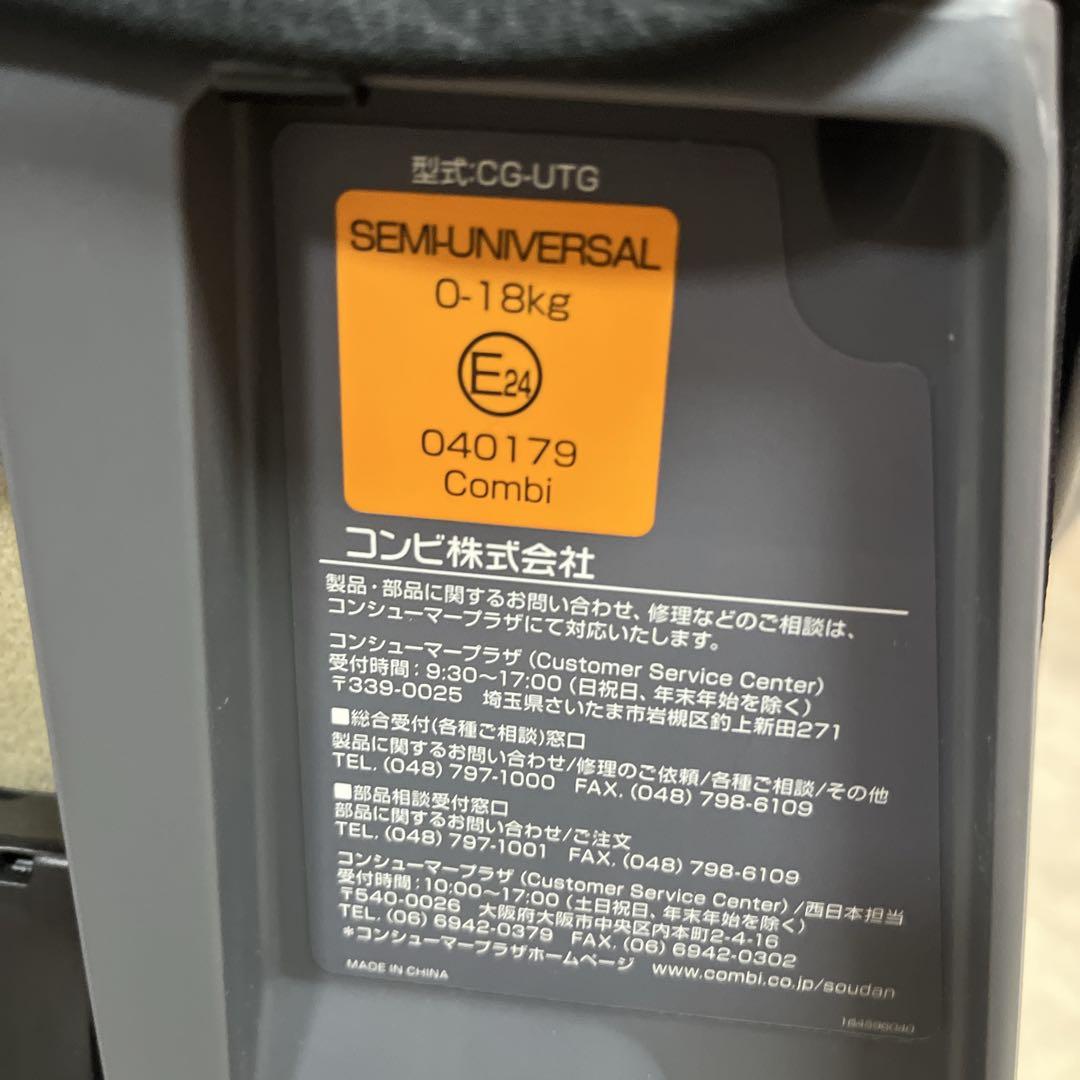 型式:CG-UTG
SEMI-UNIVERSAL
0-18kg
E24
040179
Combi
コンビ株式会社
製品・部品に関するお問い合わせ、修理などのご相談は、
コンシューマープラザにて対応いたします。
コンシューマープラザ (Customer Service Center)
受付時間：9:30〜17:00 (日祝日、年末年始を除く)
〒339-0025 埼玉県さいたま市岩槻区釣上新田271
■総合受付(各種ご相談)窓口
製品に関するお問い合わせ/修理のご依頼/各種ご相談/その他
TEL. (048) 797-1000 FAX. (048) 798-6109
■部品相談受付窓口
部品に関するお問い合わせ/ご注文
TEL. (048) 797-1001 FAX. (048) 798-6109
コンシューマープラザ (Customer Service Center) /西日本担当
受付時間：10:00〜17:00 (土日祝日、年末年始を除く)
〒540-0026 大阪府大阪市中央区内本町2-4-16
TEL. (06) 6942-0379 FAX. (06) 6942-0302
＊コンシューマープラザホームページ www.combi.co.jp/soudan
MADE IN CHINA